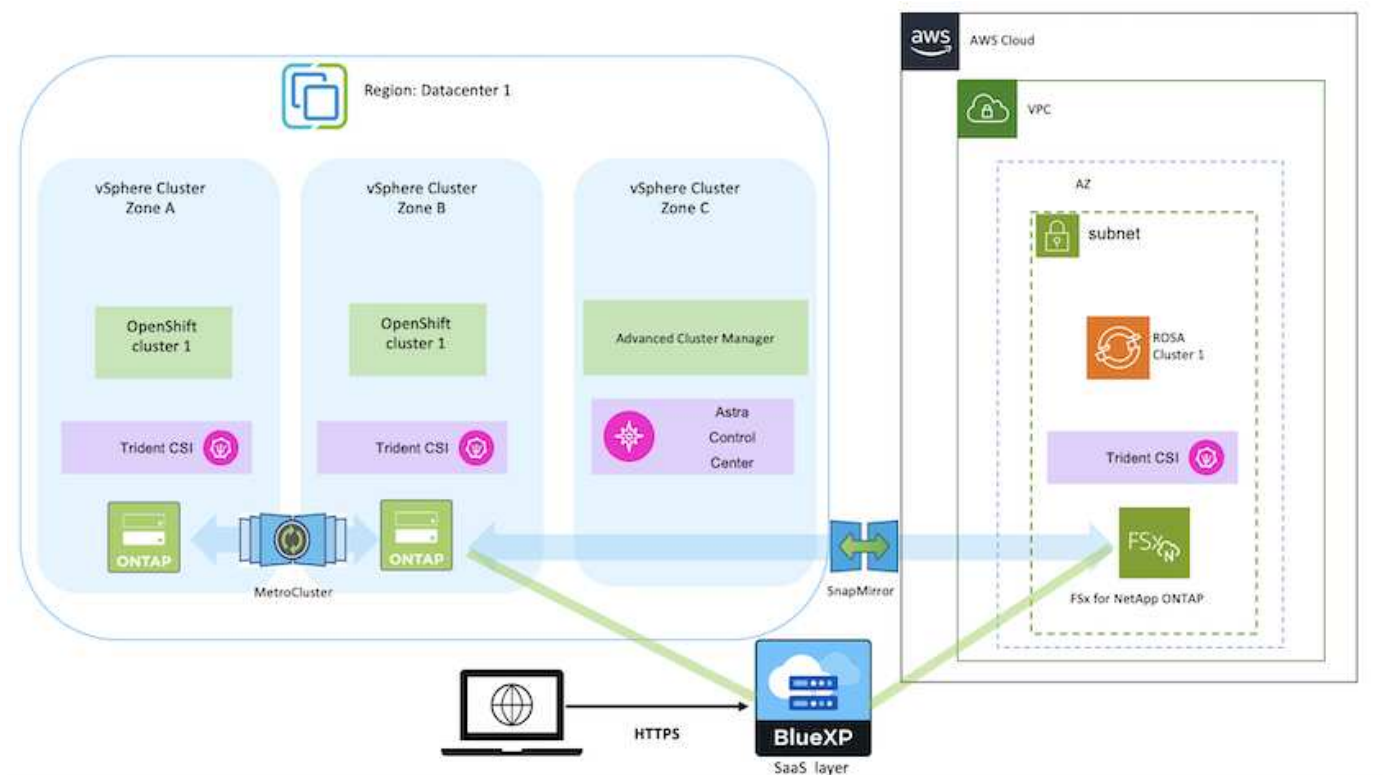 aws
AWS Cloud
Region: Datacenter 1
VPC
vSphere Cluster
Zone A
vSphere Cluster
Zone B
vSphere Cluster
Zone C
AZ
subnet
OpenShift
cluster 1
OpenShift
cluster 1
Advanced Cluster Manager
ROSA
Cluster 1
Trident CSI
Trident CSI
Astra
Control
Center
Trident CSI
ONTAP
ONTAP
MetroCluster
SnapMirror
FSx
N
FSx for NetApp ONTAP
HTTPS
BlueXP
SaaS layer